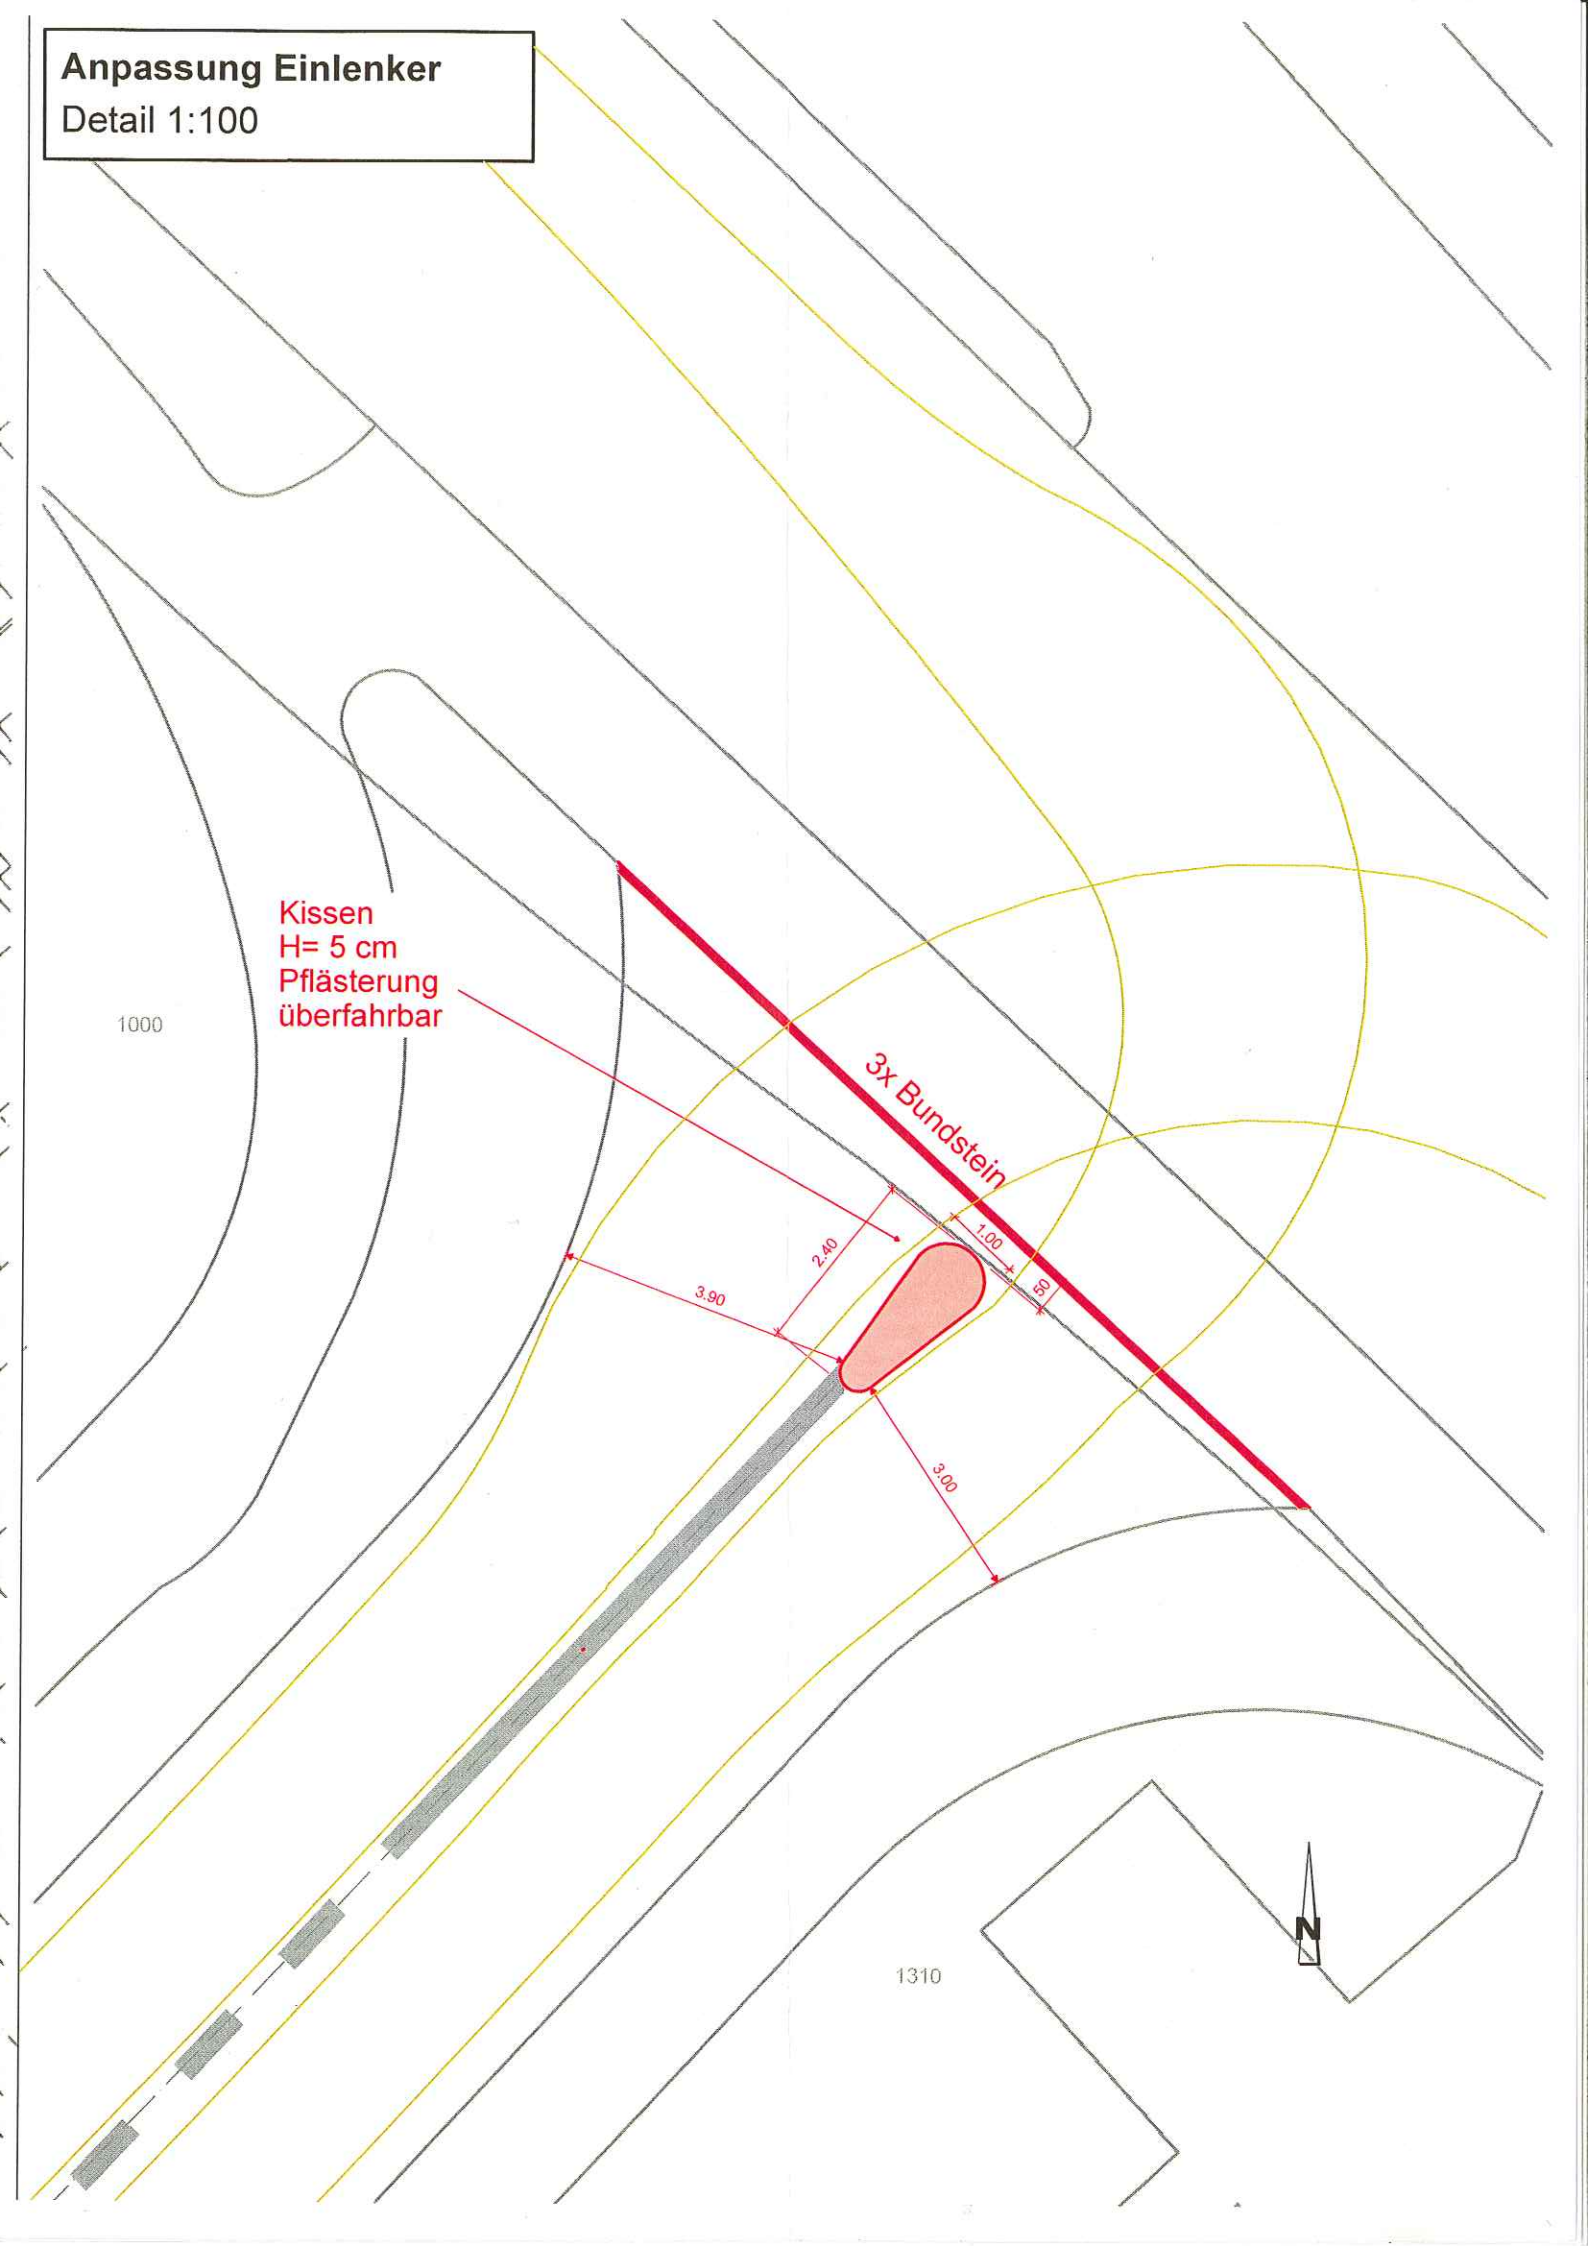 Anpassung Einlenker
Detail 1:100
Kissen
H= 5 cm
Pflästerung
überfahrbar
1000
3x Bundstein
1.00
2.40
50
3.90
3.00
N
1310